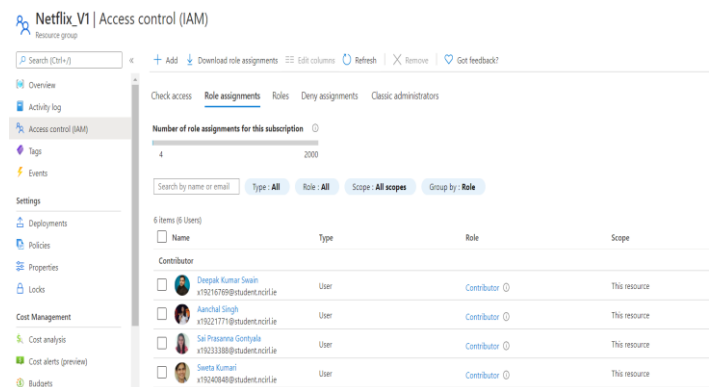 Netflix_V1 | Access control (IAM)
Resource group
Search (Ctrl+/)
«
Add
Download role assignments
Edit columns
Refresh
Remove
Got feedback?
Overview
Activity log
Access control (IAM)
Tags
Events
Settings
Deployments
Policies
Properties
Locks
Cost Management
Cost analysis
Cost alerts (preview)
Budgets
Check access Role assignments Roles Deny assignments Classic administrators
Number of role assignments for this subscription
4 2000
Search by name or email Type : All Role : All Scope : All scopes Group by : Role
6 items (6 Users)
Name Type Role Scope
Contributor
Deepak Kumar Swain
x19216769@student.ncirl.ie
User Contributor This resource
Aanchal Singh
x19221771@student.ncirl.ie
User Contributor This resource
Sai Prasanna Gontyala
x19233388@student.ncirl.ie
User Contributor This resource
Sweta Kumari
x19240848@student.ncirl.ie
User Contributor This resource